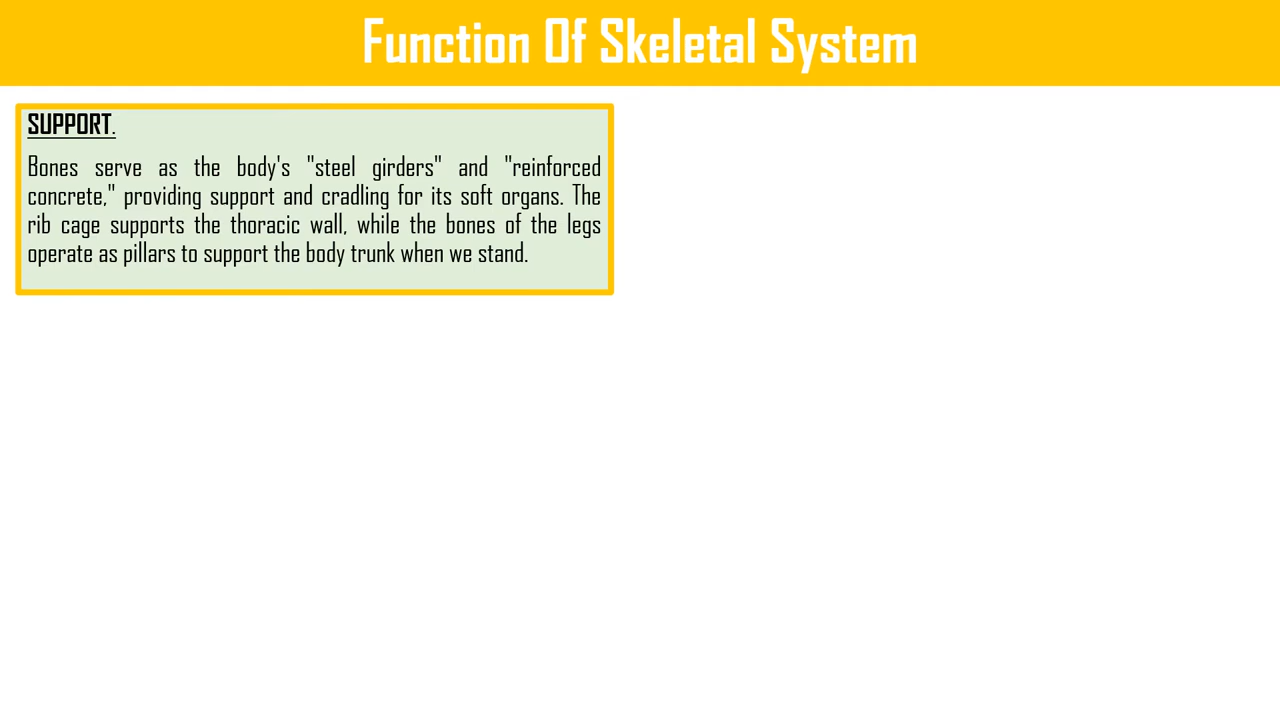 Function Of Skeletal System
SUPPORT.
Bones serve as the body's "steel girders" and "reinforced
concrete," providing support and cradling for its soft organs. The
rib cage supports the thoracic wall, while the bones of the legs
operate as pillars to support the body trunk when we stand.